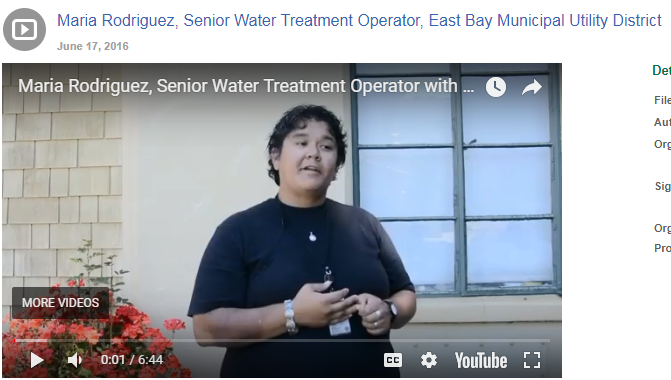 Maria Rodriguez, Senior Water Treatment Operator, East Bay Municipal Utility District
June 17, 2016
Maria Rodriguez, Senior Water Treatment Operator with ...
Det
File
Aut
Org
Sig
Org
Pro
MORE VIDEOS
0:01 / 6:44
CC
YouTube